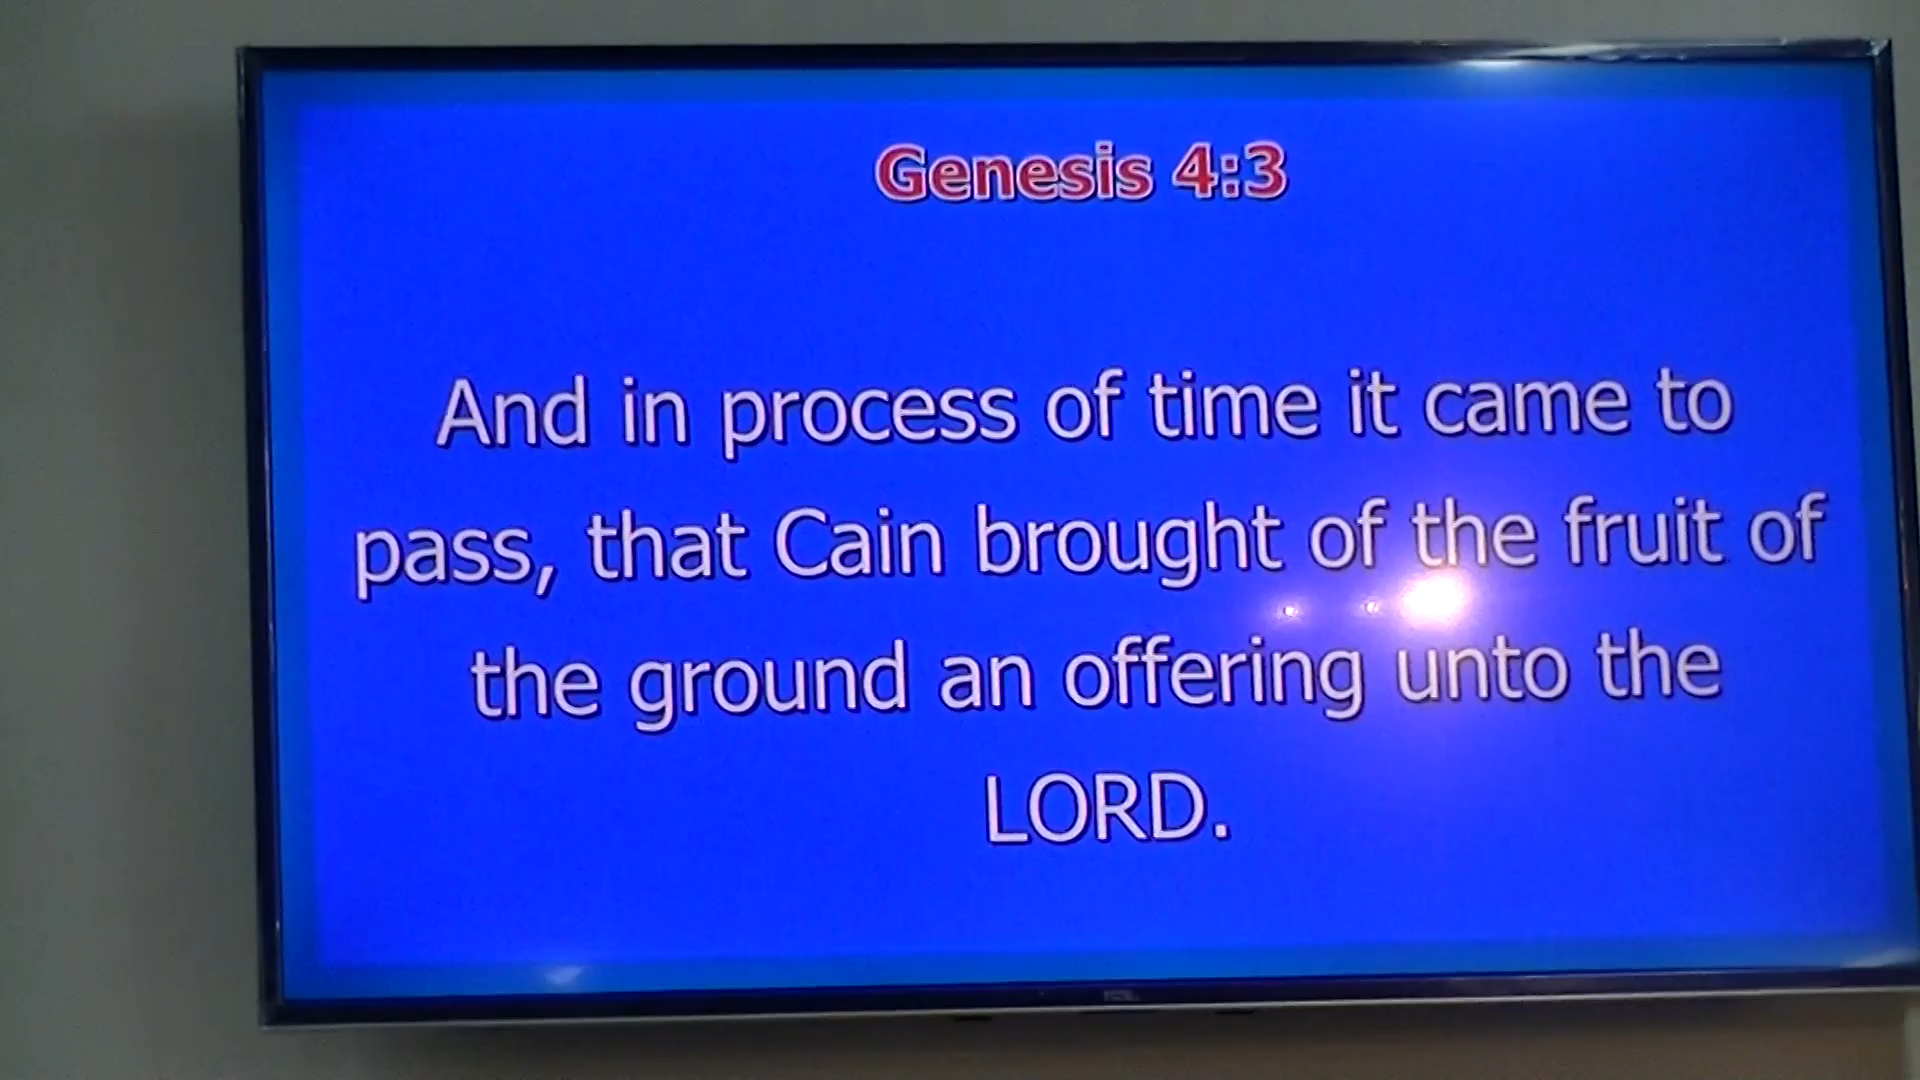 Genesis 4:3
And in process of time it came to
pass, that Cain brought of the fruit of
the ground an offering unto the
LORD.